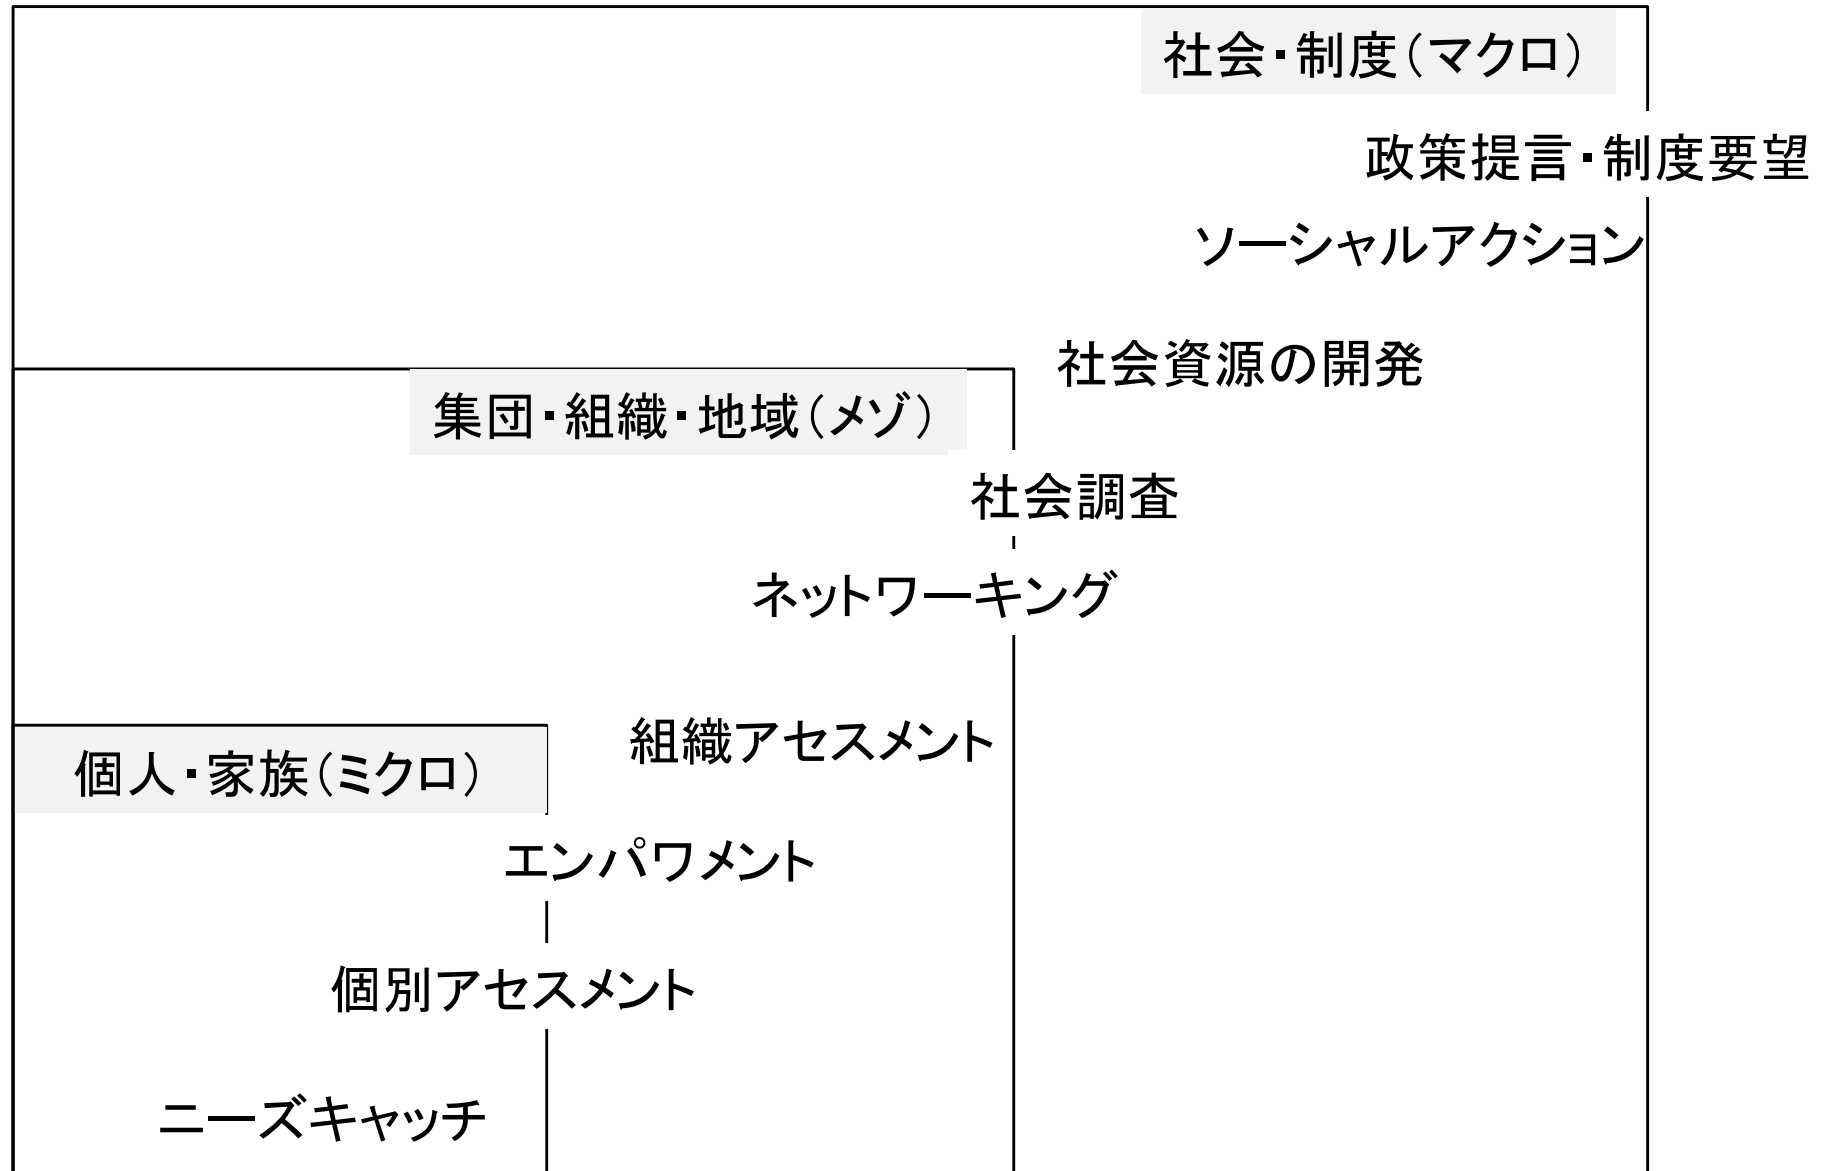 社会・制度(マクロ)
政策提言・制度要望
ソーシャルアクション
社会資源の開発
集団・組織・地域(メゾ)
社会調査
ネットワーキング
組織アセスメント
個人・家族(ミクロ)
エンパワメント
個別アセスメント
ニーズキャッチ